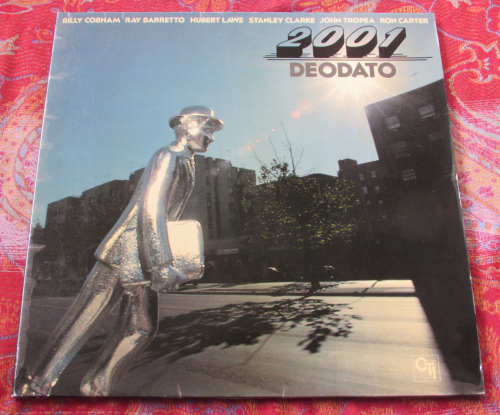 BILLY COBHAM RAY BARRETTO HUBERT LAWS STANLEY CLARKE JOHN TROPEA RON CARTER
2001
DEODATO
CTI